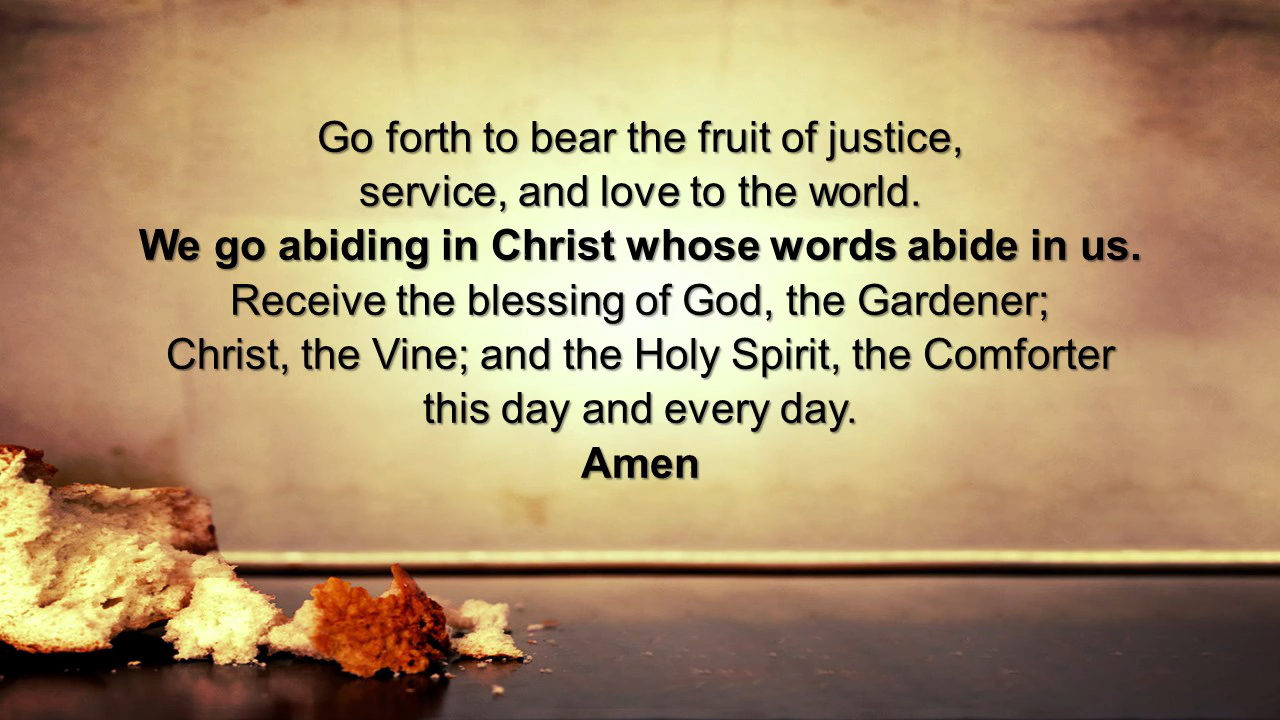 Go forth to bear the fruit of justice,
service, and love to the world.
We go abiding in Christ whose words abide in us.
Receive the blessing of God, the Gardener;
Christ, the Vine; and the Holy Spirit, the Comforter
this day and every day.
Amen